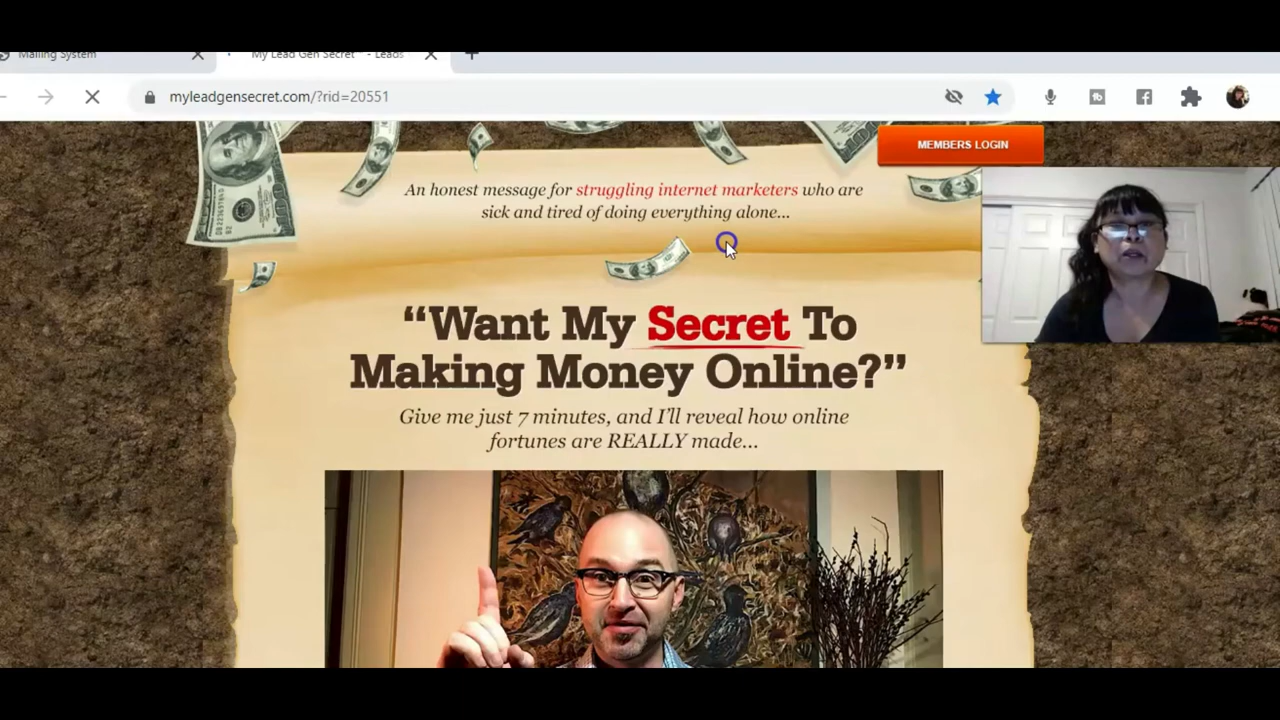 Mailing System
My Lead Gen Secret - Leads
myleadgensecret.com/?rid=20551
MEMBERS LOGIN
An honest message for struggling internet marketers who are
sick and tired of doing everything alone...
“Want My Secret To
Making Money Online?”
Give me just 7 minutes, and I’ll reveal how online
fortunes are REALLY made...